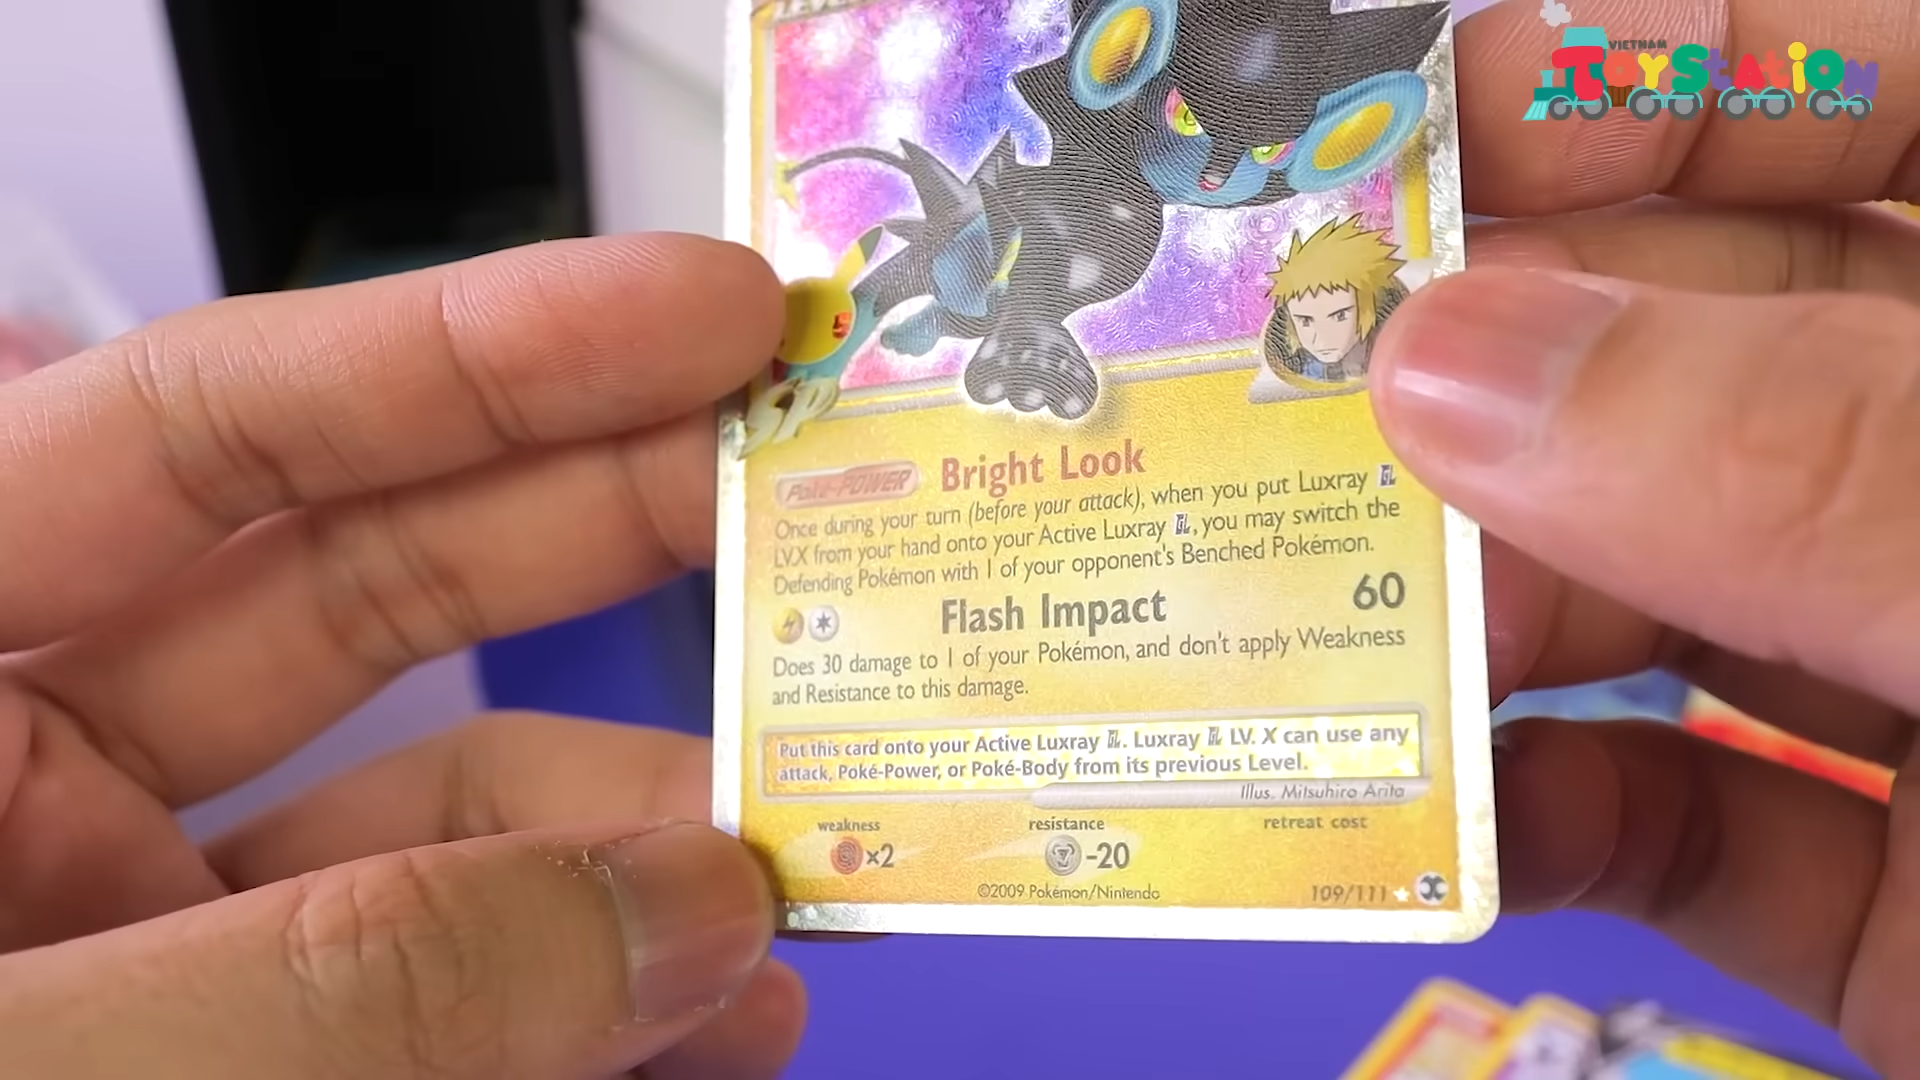 VIETNAM
ToyStation
LEVE
SP
Poké-POWER Bright Look
Once during your turn (before your attack), when you put Luxray GL
LV.X from your hand onto your Active Luxray GL, you may switch the
Defending Pokémon with 1 of your opponent's Benched Pokémon.
Flash Impact 60
Does 30 damage to 1 of your Pokémon, and don't apply Weakness
and Resistance to this damage.
Put this card onto your Active Luxray GL. Luxray GL LV. X can use any
attack, Poké-Power, or Poké-Body from its previous Level.
Illus. Mitsuhiro Arita
weakness resistance retreat cost
x2 -20
©2009 Pokémon/Nintendo 109/111